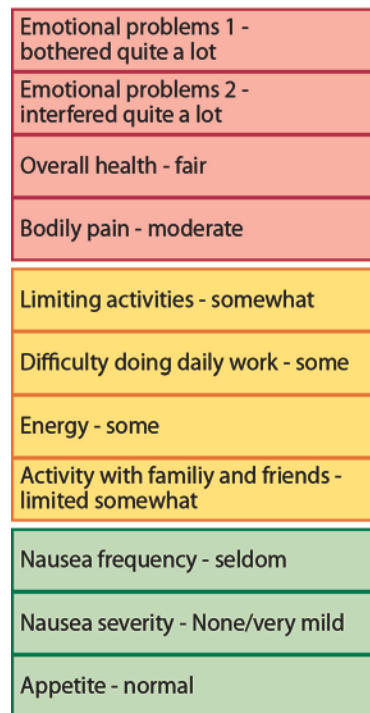 Emotional problems 1 -
bothered quite a lot
Emotional problems 2 -
interfered quite a lot
Overall health - fair
Bodily pain - moderate
Limiting activities - somewhat
Difficulty doing daily work - some
Energy - some
Activity with familiy and friends -
limited somewhat
Nausea frequency - seldom
Nausea severity - None/very mild
Appetite - normal